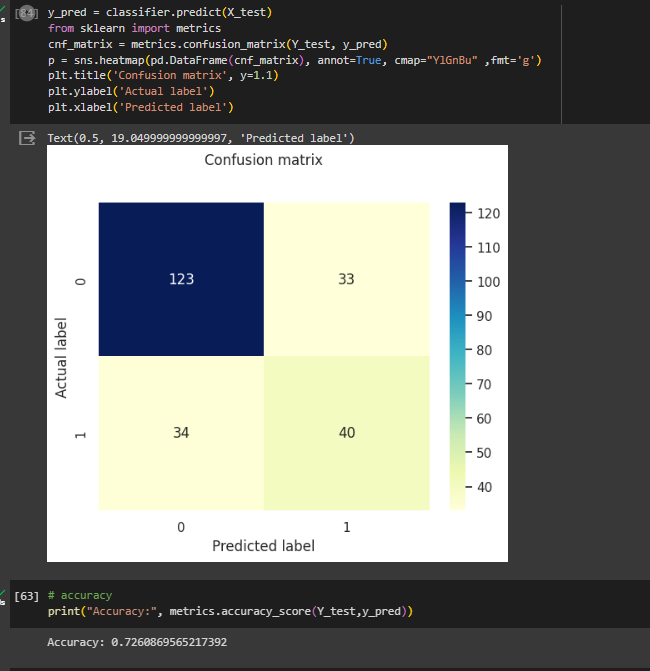 [84] y_pred = classifier.predict(X_test)
from sklearn import metrics
cnf_matrix = metrics.confusion_matrix(Y_test, y_pred)
p = sns.heatmap(pd.DataFrame(cnf_matrix), annot=True, cmap="YlGnBu" ,fmt='g')
plt.title('Confusion matrix', y=1.1)
plt.ylabel('Actual label')
plt.xlabel('Predicted label')
Text(0.5, 19.049999999999997, 'Predicted label')
Confusion matrix
120
110
100
90
80
70
60
50
40
Actual label
0
123
33
1
34
40
0
1
Predicted label
[63] # accuracy
print("Accuracy:", metrics.accuracy_score(Y_test,y_pred))
Accuracy: 0.7260869565217392